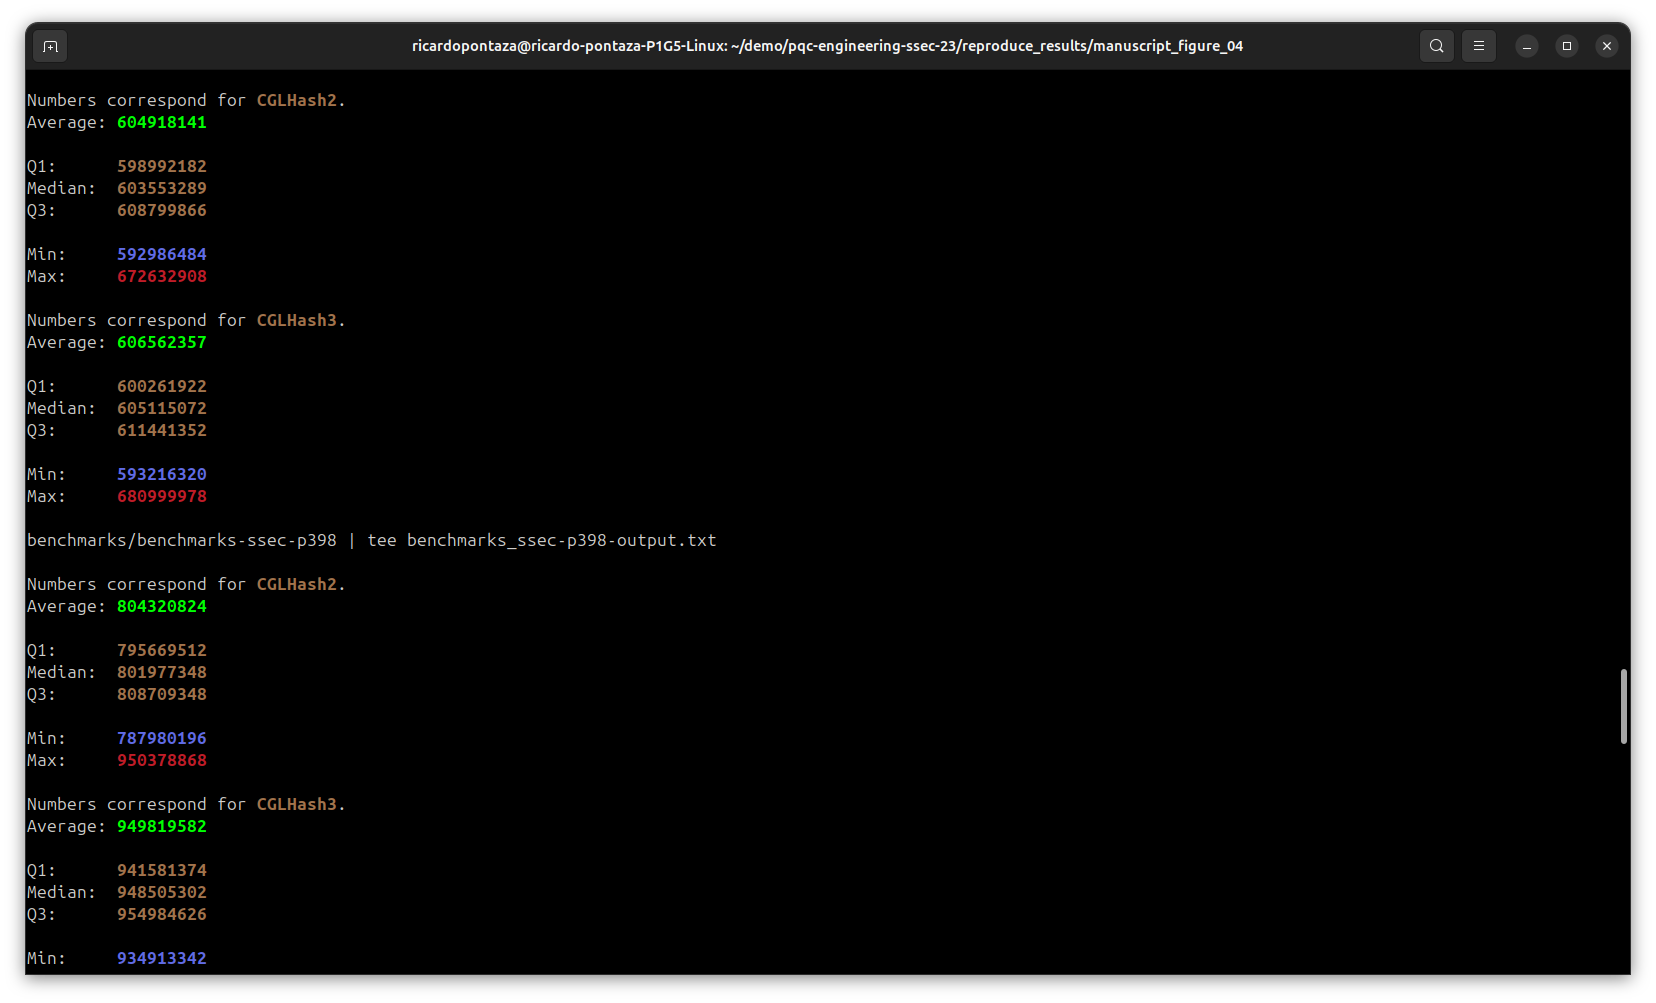 ricardopontaza@ricardo-pontaza-P1G5-Linux: ~/demo/pqc-engineering-ssec-23/reproduce_results/manuscript_figure_04
Numbers correspond for CGLHash2.
Average: 604918141
Q1:      598992182
Median:  603553289
Q3:      608799866
Min:     592986484
Max:     672632908
Numbers correspond for CGLHash3.
Average: 606562357
Q1:      600261922
Median:  605115072
Q3:      611441352
Min:     593216320
Max:     680999978
benchmarks/benchmarks-ssec-p398 | tee benchmarks_ssec-p398-output.txt
Numbers correspond for CGLHash2.
Average: 804320824
Q1:      795669512
Median:  801977348
Q3:      808709348
Min:     787980196
Max:     950378868
Numbers correspond for CGLHash3.
Average: 949819582
Q1:      941581374
Median:  948505302
Q3:      954984626
Min:     934913342